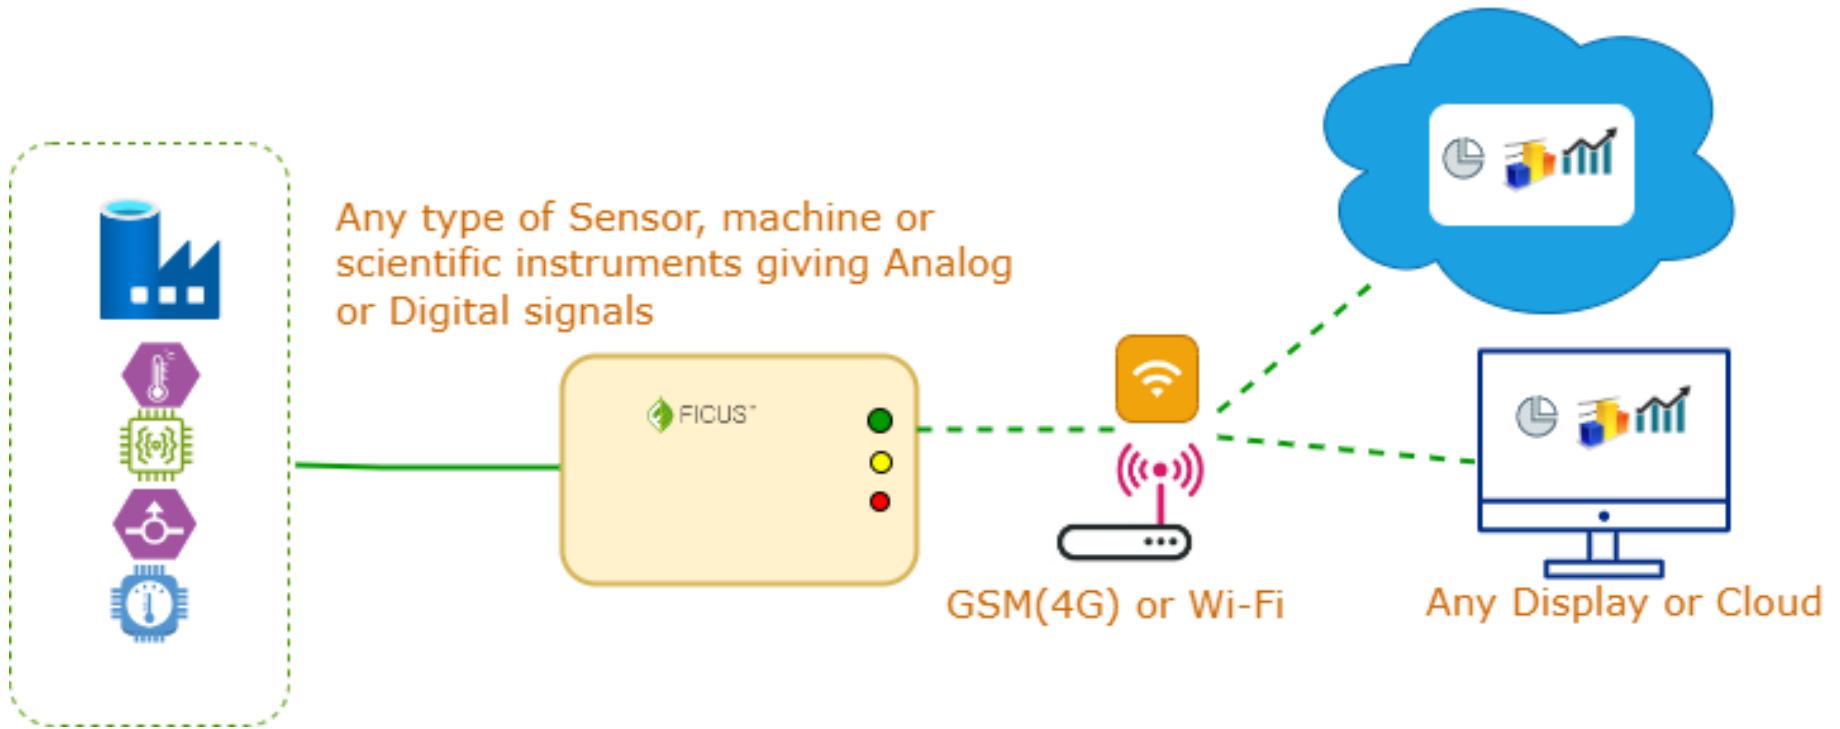 Any type of Sensor, machine or
scientific instruments giving Analog
or Digital signals
FICUS™
GSM(4G) or Wi-Fi
Any Display or Cloud